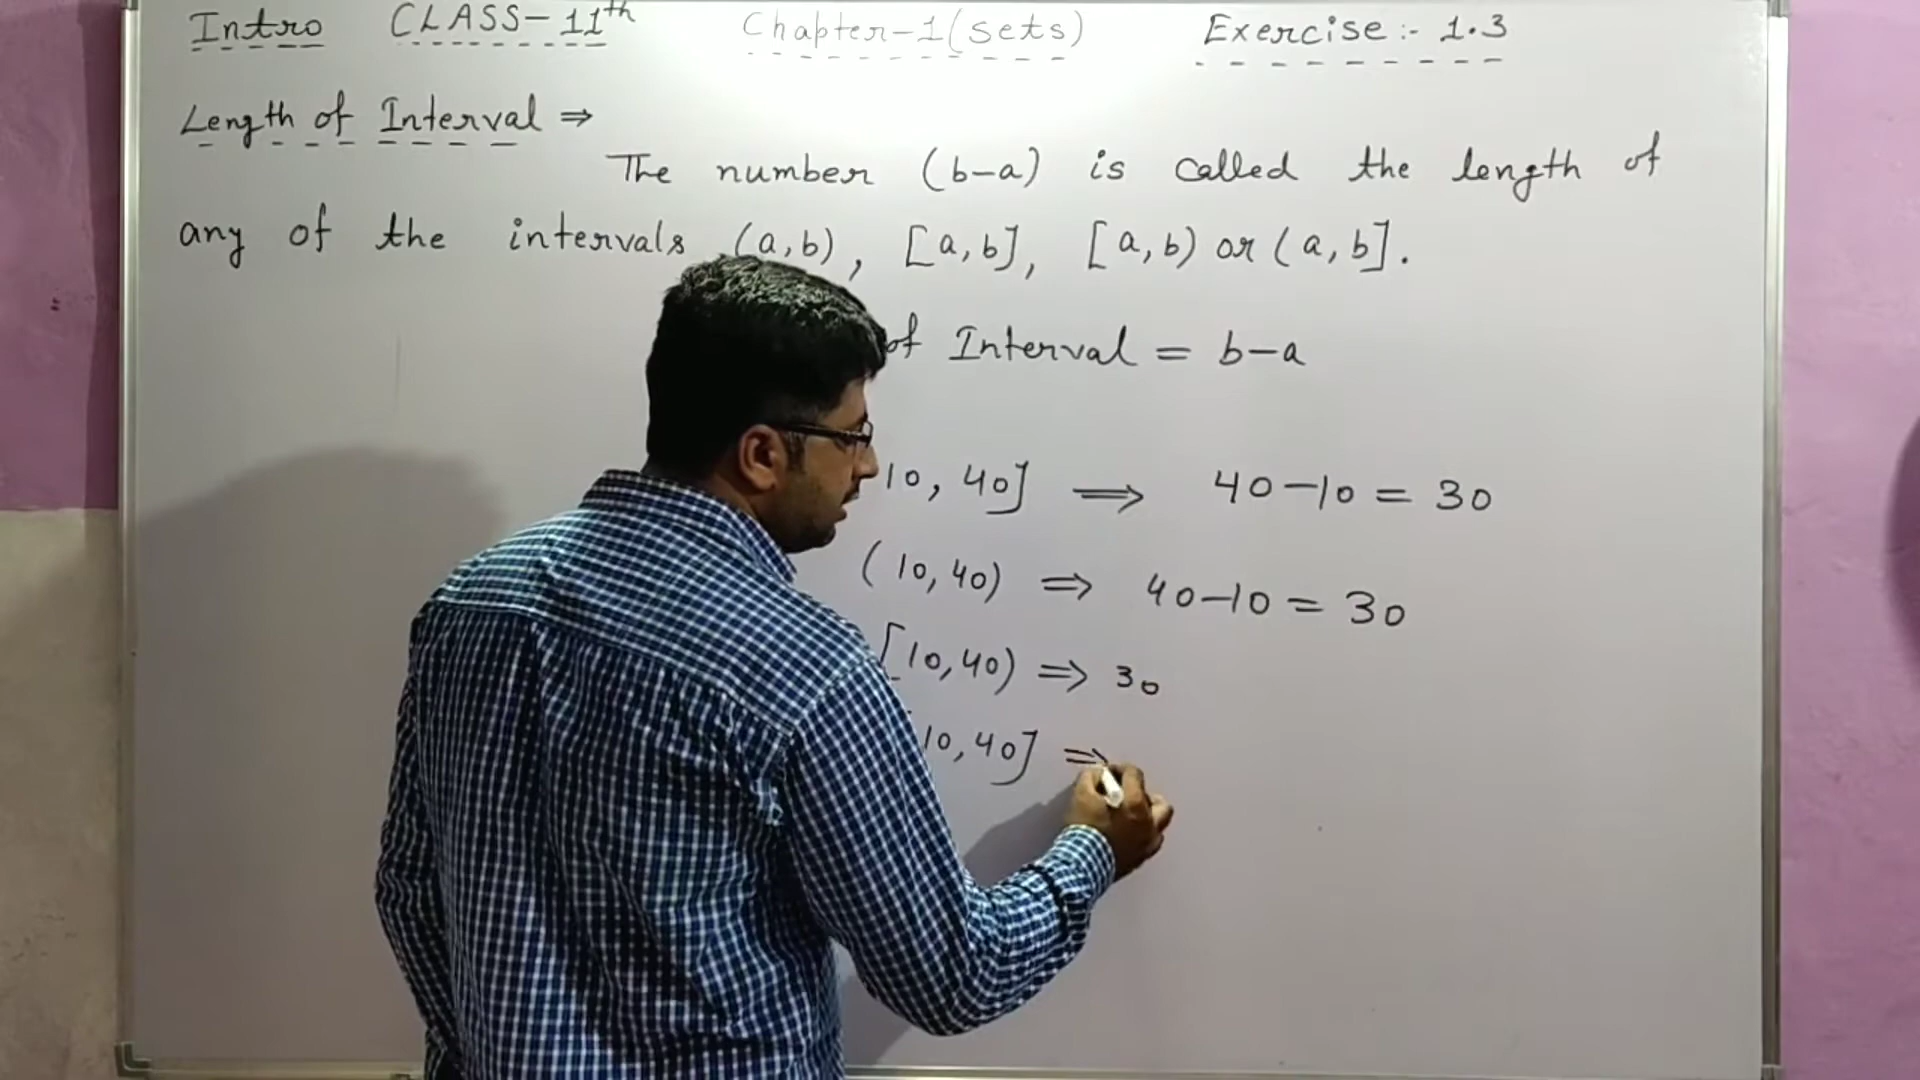 Intro CLASS-11th Chapter-1(sets) Exercise:- 1.3
Length of Interval ⇒
The number (b-a) is called the length of
any of the intervals (a,b), [a,b], [a,b) or (a,b].
of Interval = b-a
10, 40] ⟹ 40-10 = 30
(10,40) ⇒ 40-10 = 30
[10,40) ⇒ 30
10,40] ⇒